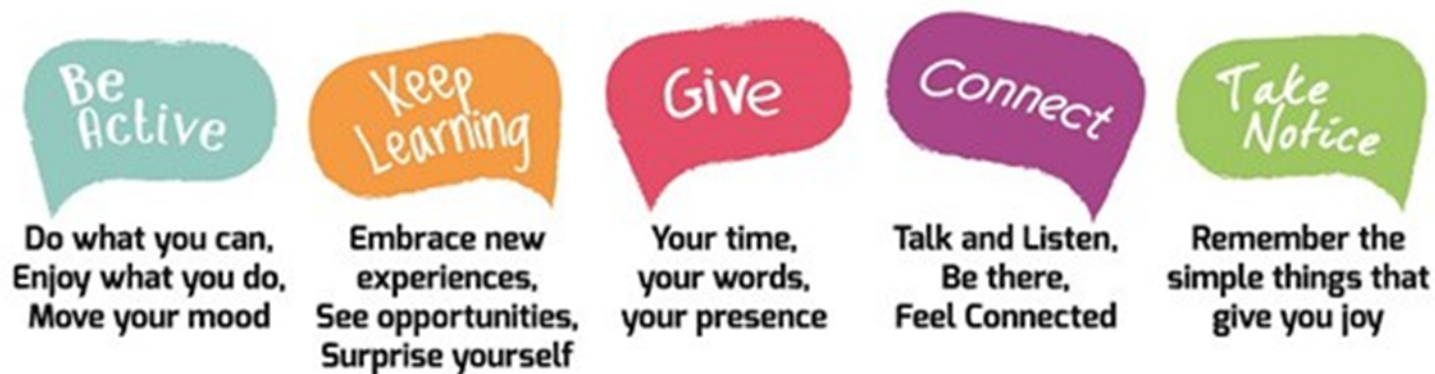 Be
Active
Do what you can,
Enjoy what you do,
Move your mood
Keep
Learning
Embrace new
experiences,
See opportunities,
Surprise yourself
Give
Your time,
your words,
your presence
Connect
Talk and Listen,
Be there,
Feel Connected
Take
Notice
Remember the
simple things that
give you joy